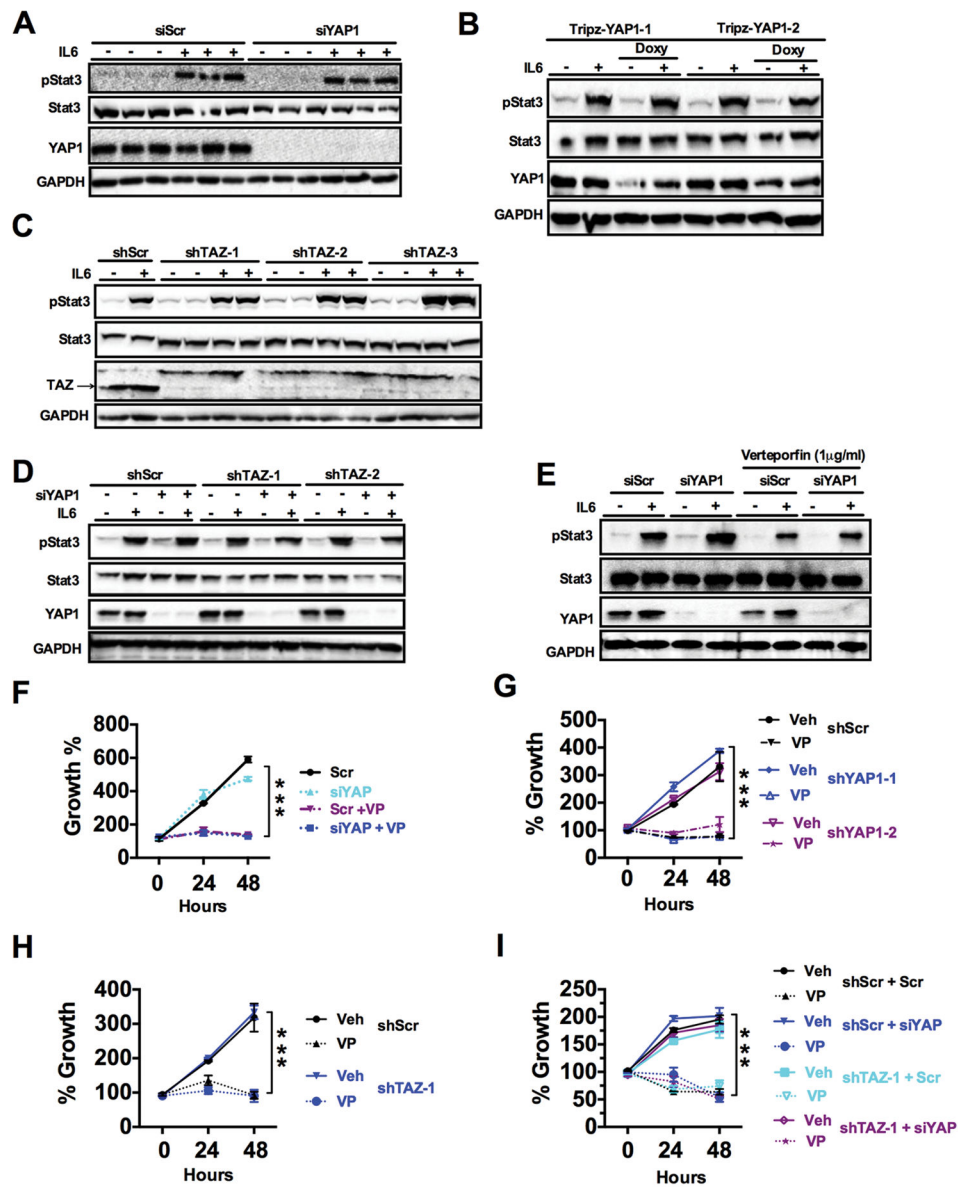 A
siScr siYAP1
IL6 - - - + + + - - - + + +
pStat3
Stat3
YAP1
GAPDH
B
Tripz-YAP1-1 Tripz-YAP1-2
Doxy Doxy
IL6 - + - + - + - +
pStat3
Stat3
YAP1
GAPDH
C
shScr shTAZ-1 shTAZ-2 shTAZ-3
IL6 - + - - + + - - + + - - + +
pStat3
Stat3
TAZ→
GAPDH
D
shScr shTAZ-1 shTAZ-2
siYAP1 - - + + - - + + - - + +
IL6 - + - + - + - + - + - +
pStat3
Stat3
YAP1
GAPDH
E
Verteporfin (1µg/ml)
siScr siYAP1 siScr siYAP1
IL6 - + - + - + - +
pStat3
Stat3
YAP1
GAPDH
F
Growth %
800
600
400
200
0
0 24 48
Hours
***
Scr
siYAP
Scr +VP
siYAP + VP
G
% Growth
500
400
300
200
100
0
0 24 48
Hours
***
Veh shScr
VP
Veh shYAP1-1
VP
Veh shYAP1-2
VP
H
% Growth
400
300
200
100
0
0 24 48
Hours
***
Veh shScr
VP
Veh shTAZ-1
VP
I
% Growth
250
200
150
100
50
0
0 24 48
Hours
***
Veh shScr + Scr
VP
Veh shScr + siYAP
VP
Veh shTAZ-1 + Scr
VP
Veh shTAZ-1 + siYAP
VP